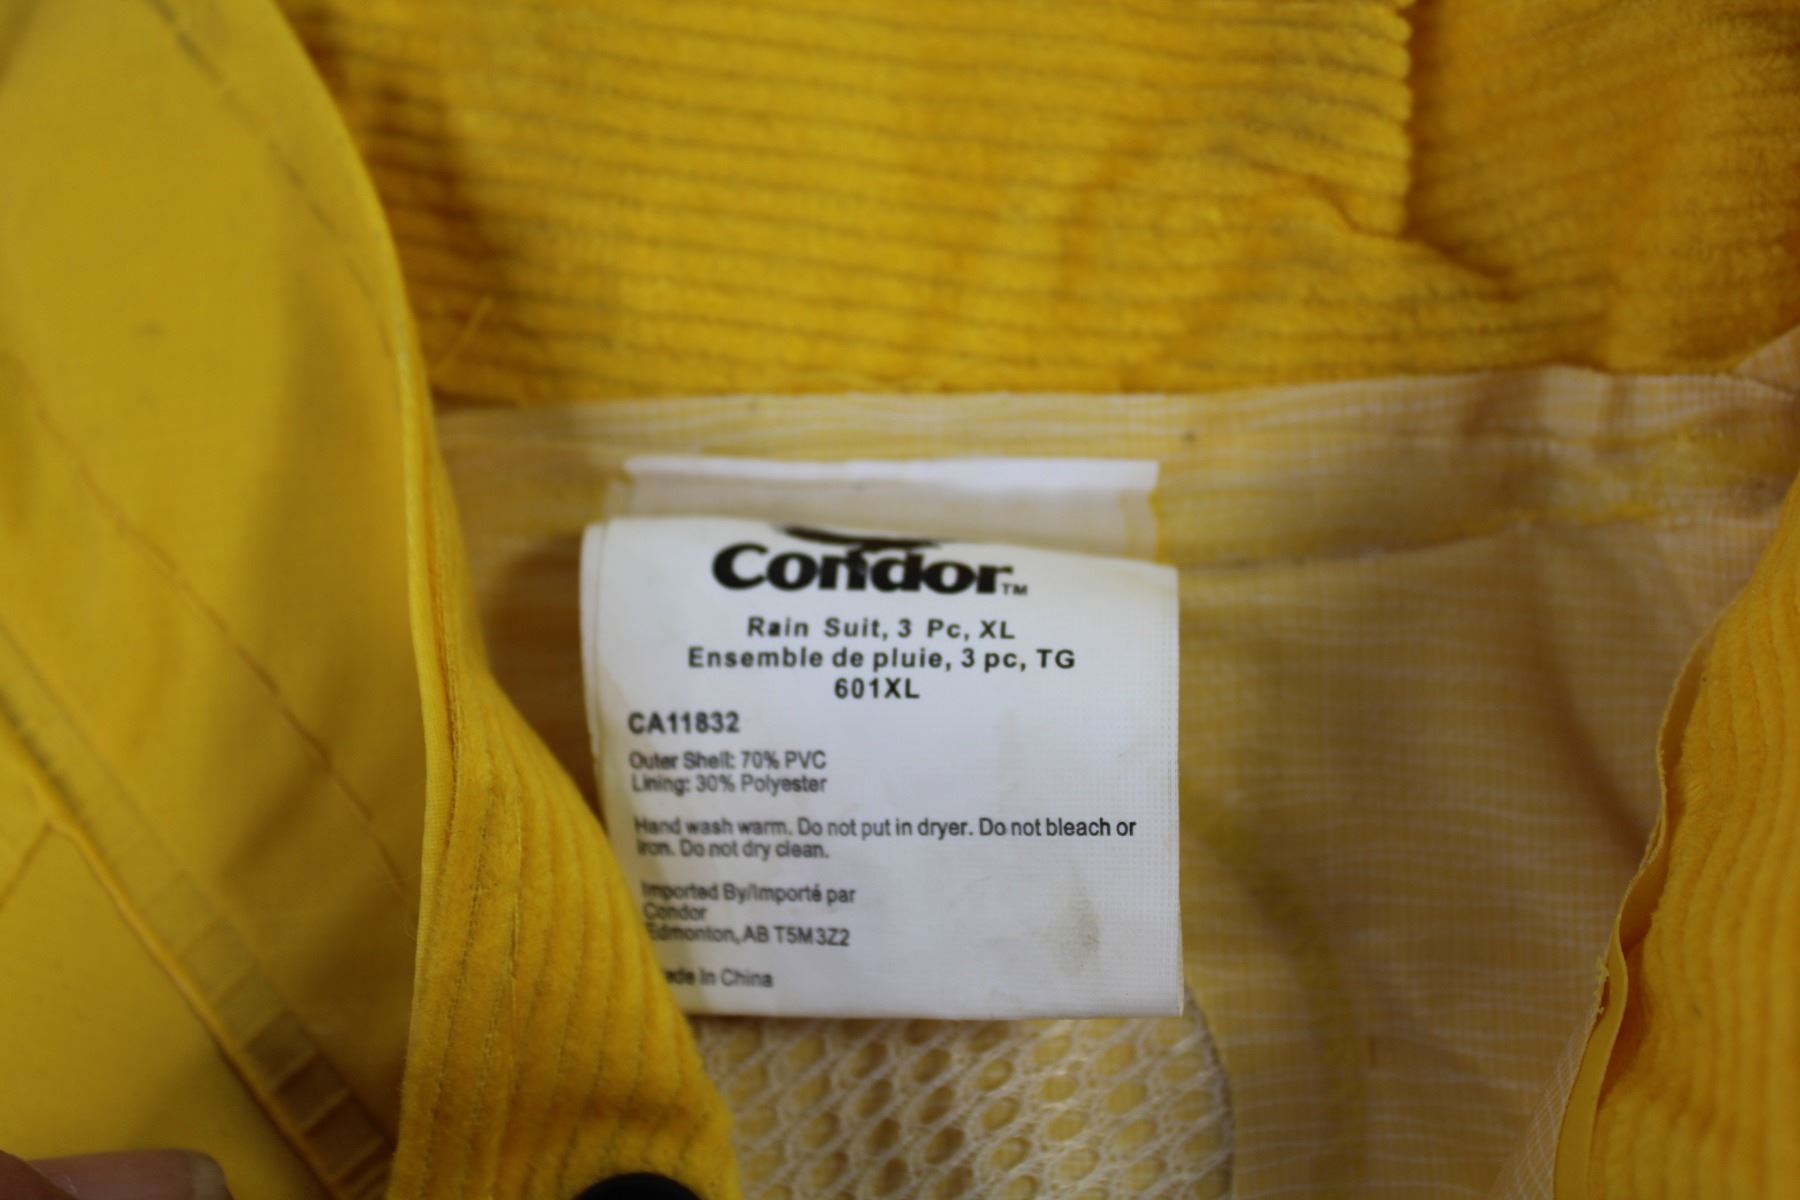 Condor™
Rain Suit, 3 Pc, XL
Ensemble de pluie, 3 pc, TG
601XL
CA11832
Outer Shell: 70% PVC
Lining: 30% Polyester
Hand wash warm. Do not put in dryer. Do not bleach or
iron. Do not dry clean.
Imported By/Importé par
Condor
Edmonton, AB T5M 3Z2
ade In China